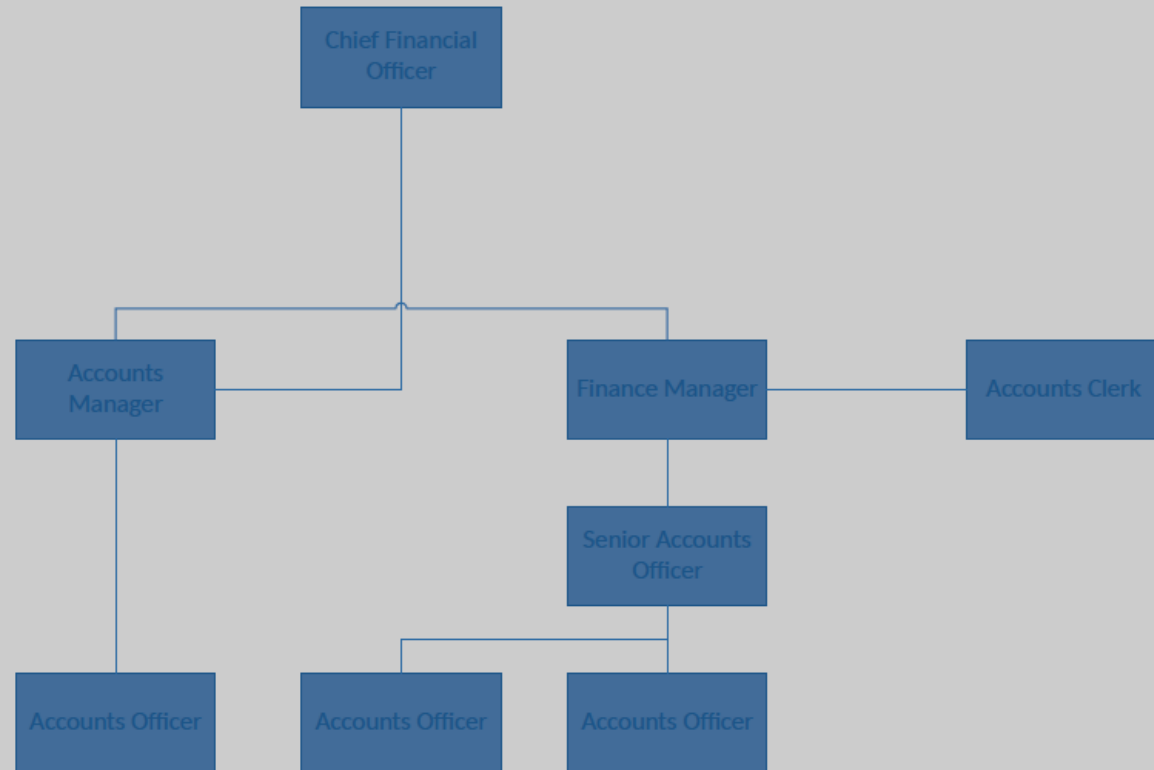 Chief Financial
Officer
Accounts
Manager
Finance Manager
Accounts Clerk
Senior Accounts
Officer
Accounts Officer
Accounts Officer
Accounts Officer